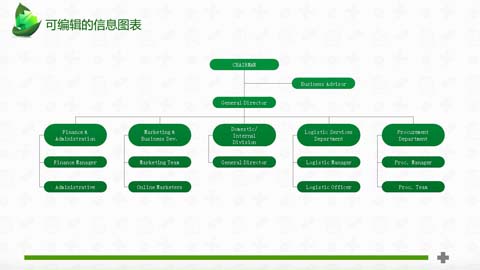 可编辑的信息图表
CHAIRMAN
Business Advisor
General Director
Finance &
Administration
Marketing &
Business Dev.
Domestic/
Internal
Division
Logistic Services
Department
Procurement
Department
Finance Manager
Marketing Team
General Director
Logistic Manager
Proc. Manager
Administrative
Online Marketers
Logistic Officer
Proc. Team